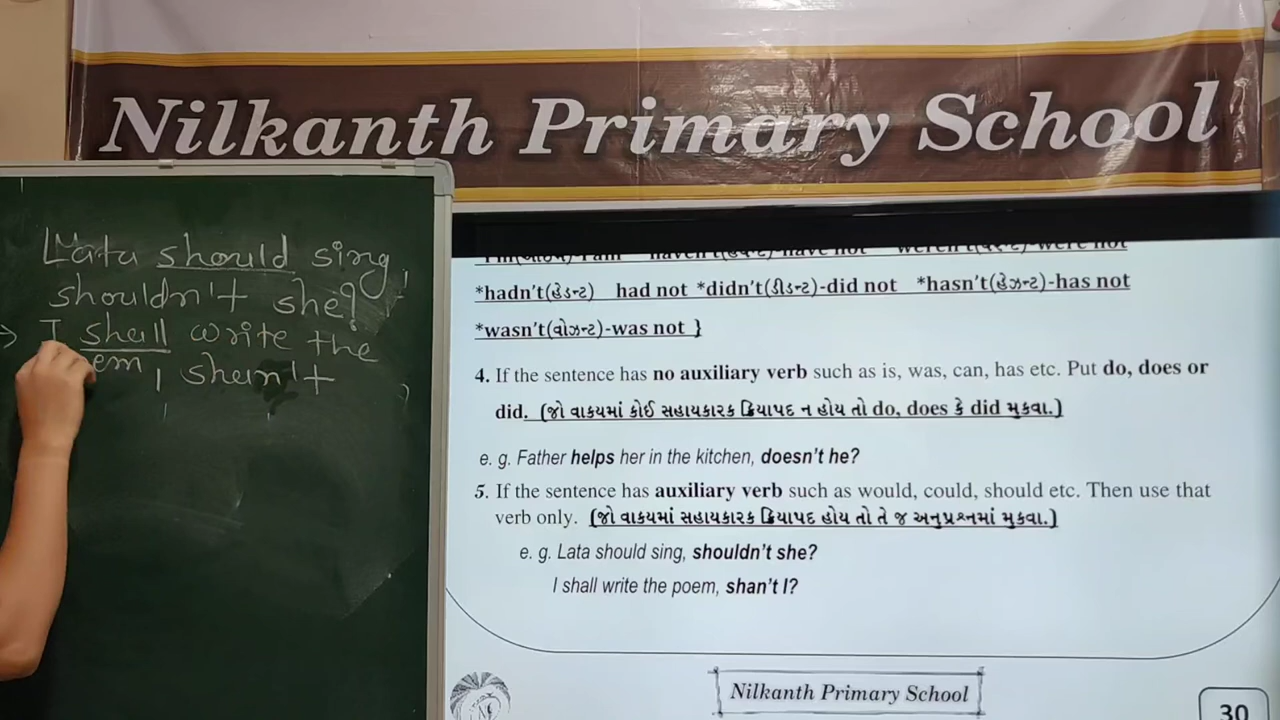 Nilkanth Primary School
Lata should sing,
shouldn't she?
→ I shall write the
em, shan't
*hadn't(હેડન્ટ) had not *didn't(ડીડન્ટ)-did not *hasn't(હેઝન્ટ)-has not
*wasn't(વોઝન્ટ)-was not }
4. If the sentence has no auxiliary verb such as is, was, can, has etc. Put do, does or
did. (જો વાક્યમાં કોઈ સહાયકારક ક્રિયાપદ ન હોય તો do, does કે did મુકવા.)
e. g. Father helps her in the kitchen, doesn't he?
5. If the sentence has auxiliary verb such as would, could, should etc. Then use that
verb only. (જો વાક્યમાં સહાયકારક ક્રિયાપદ હોય તો તે જ અનુપ્રશ્નમાં મુકવા.)
e. g. Lata should sing, shouldn't she?
I shall write the poem, shan't I?
Nilkanth Primary School
30